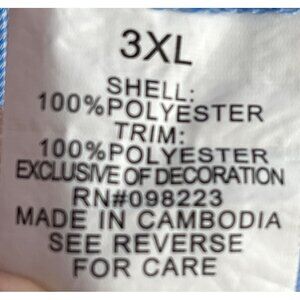 3XL
SHELL:
100%POLYESTER
TRIM:
100%POLYESTER
EXCLUSIVE OF DECORATION
RN#098223
MADE IN CAMBODIA
SEE REVERSE
FOR CARE